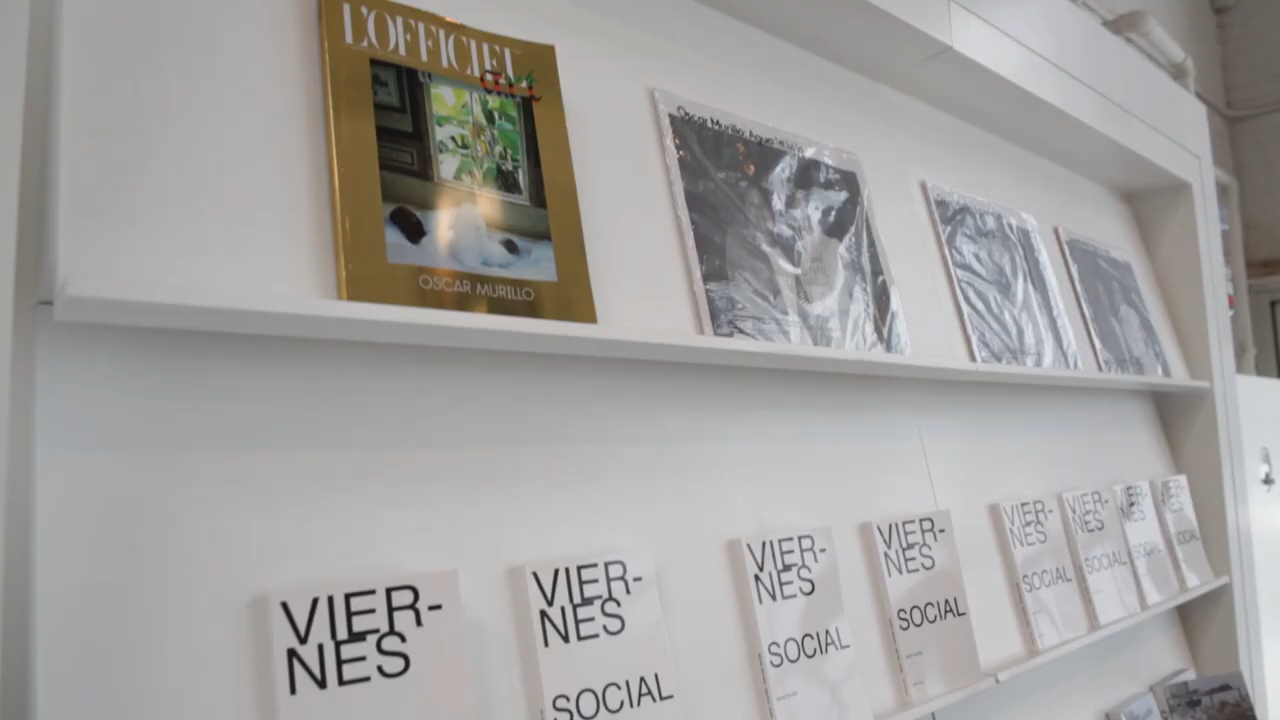 L'OFFICIEL
art
OSCAR MURILLO
Oscar Murillo: Agua
VIER-
NES
VIER-
NES
SOCIAL
VIER-
NES
SOCIAL
VIER-
NES
SOCIAL
VIER-
NES
SOCIAL
VIER-
NES
SOCIAL
VIER-
NES
SOCIAL
VIER-
NES
SOCIAL